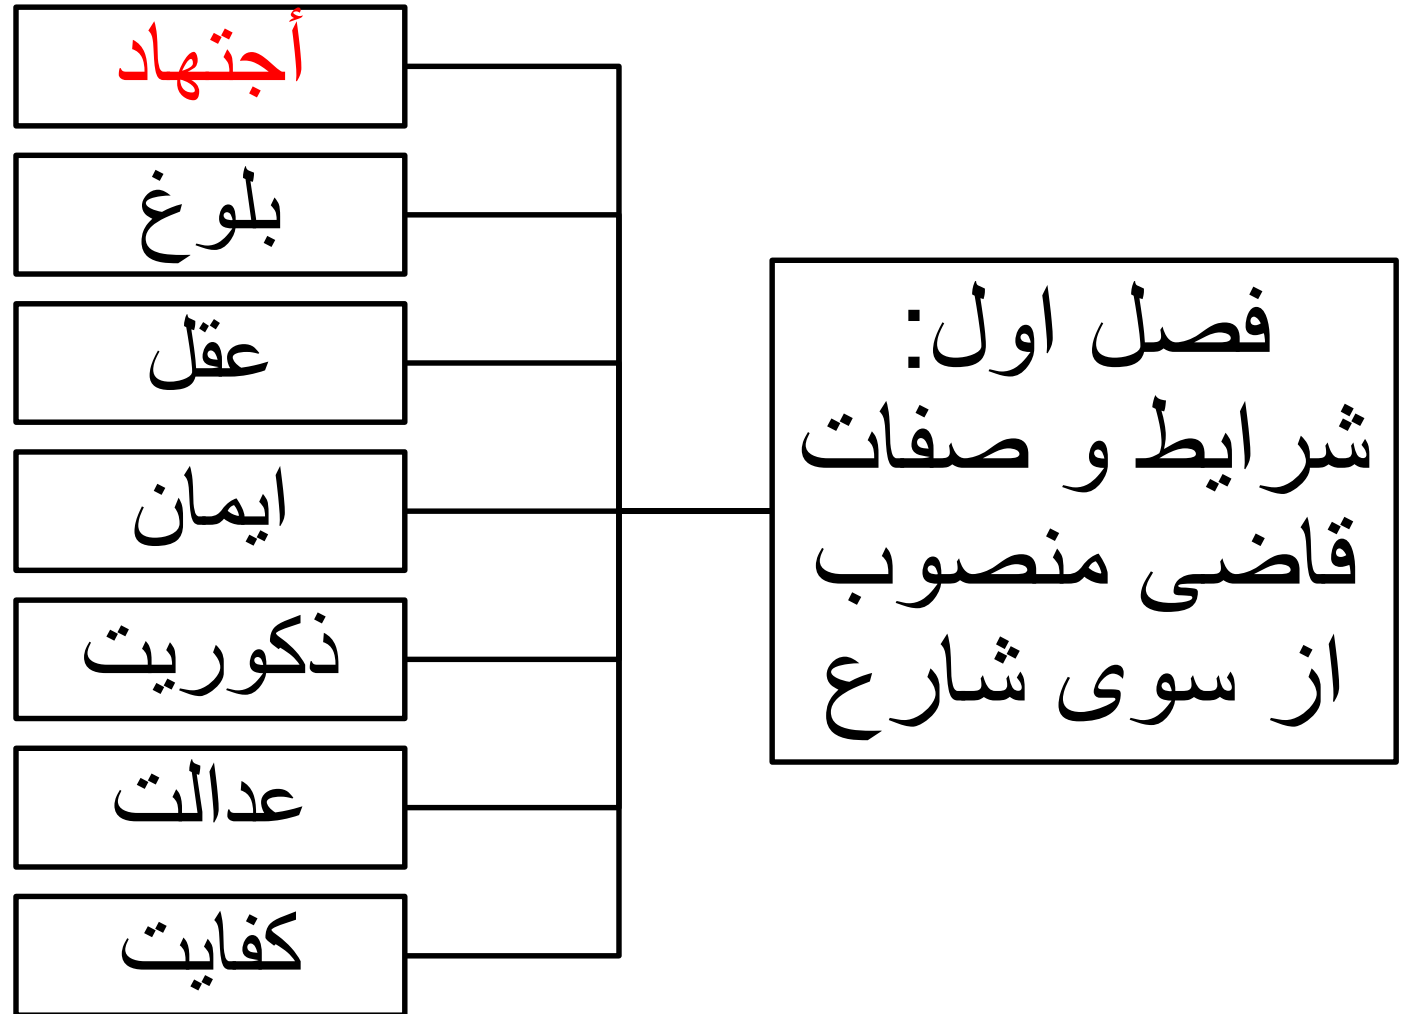 فصل اول:
شرایط و صفات
قاضی منصوب
از سوی شارع
أجتهاد
بلوغ
عقل
ایمان
ذکوریت
عدالت
کفایت